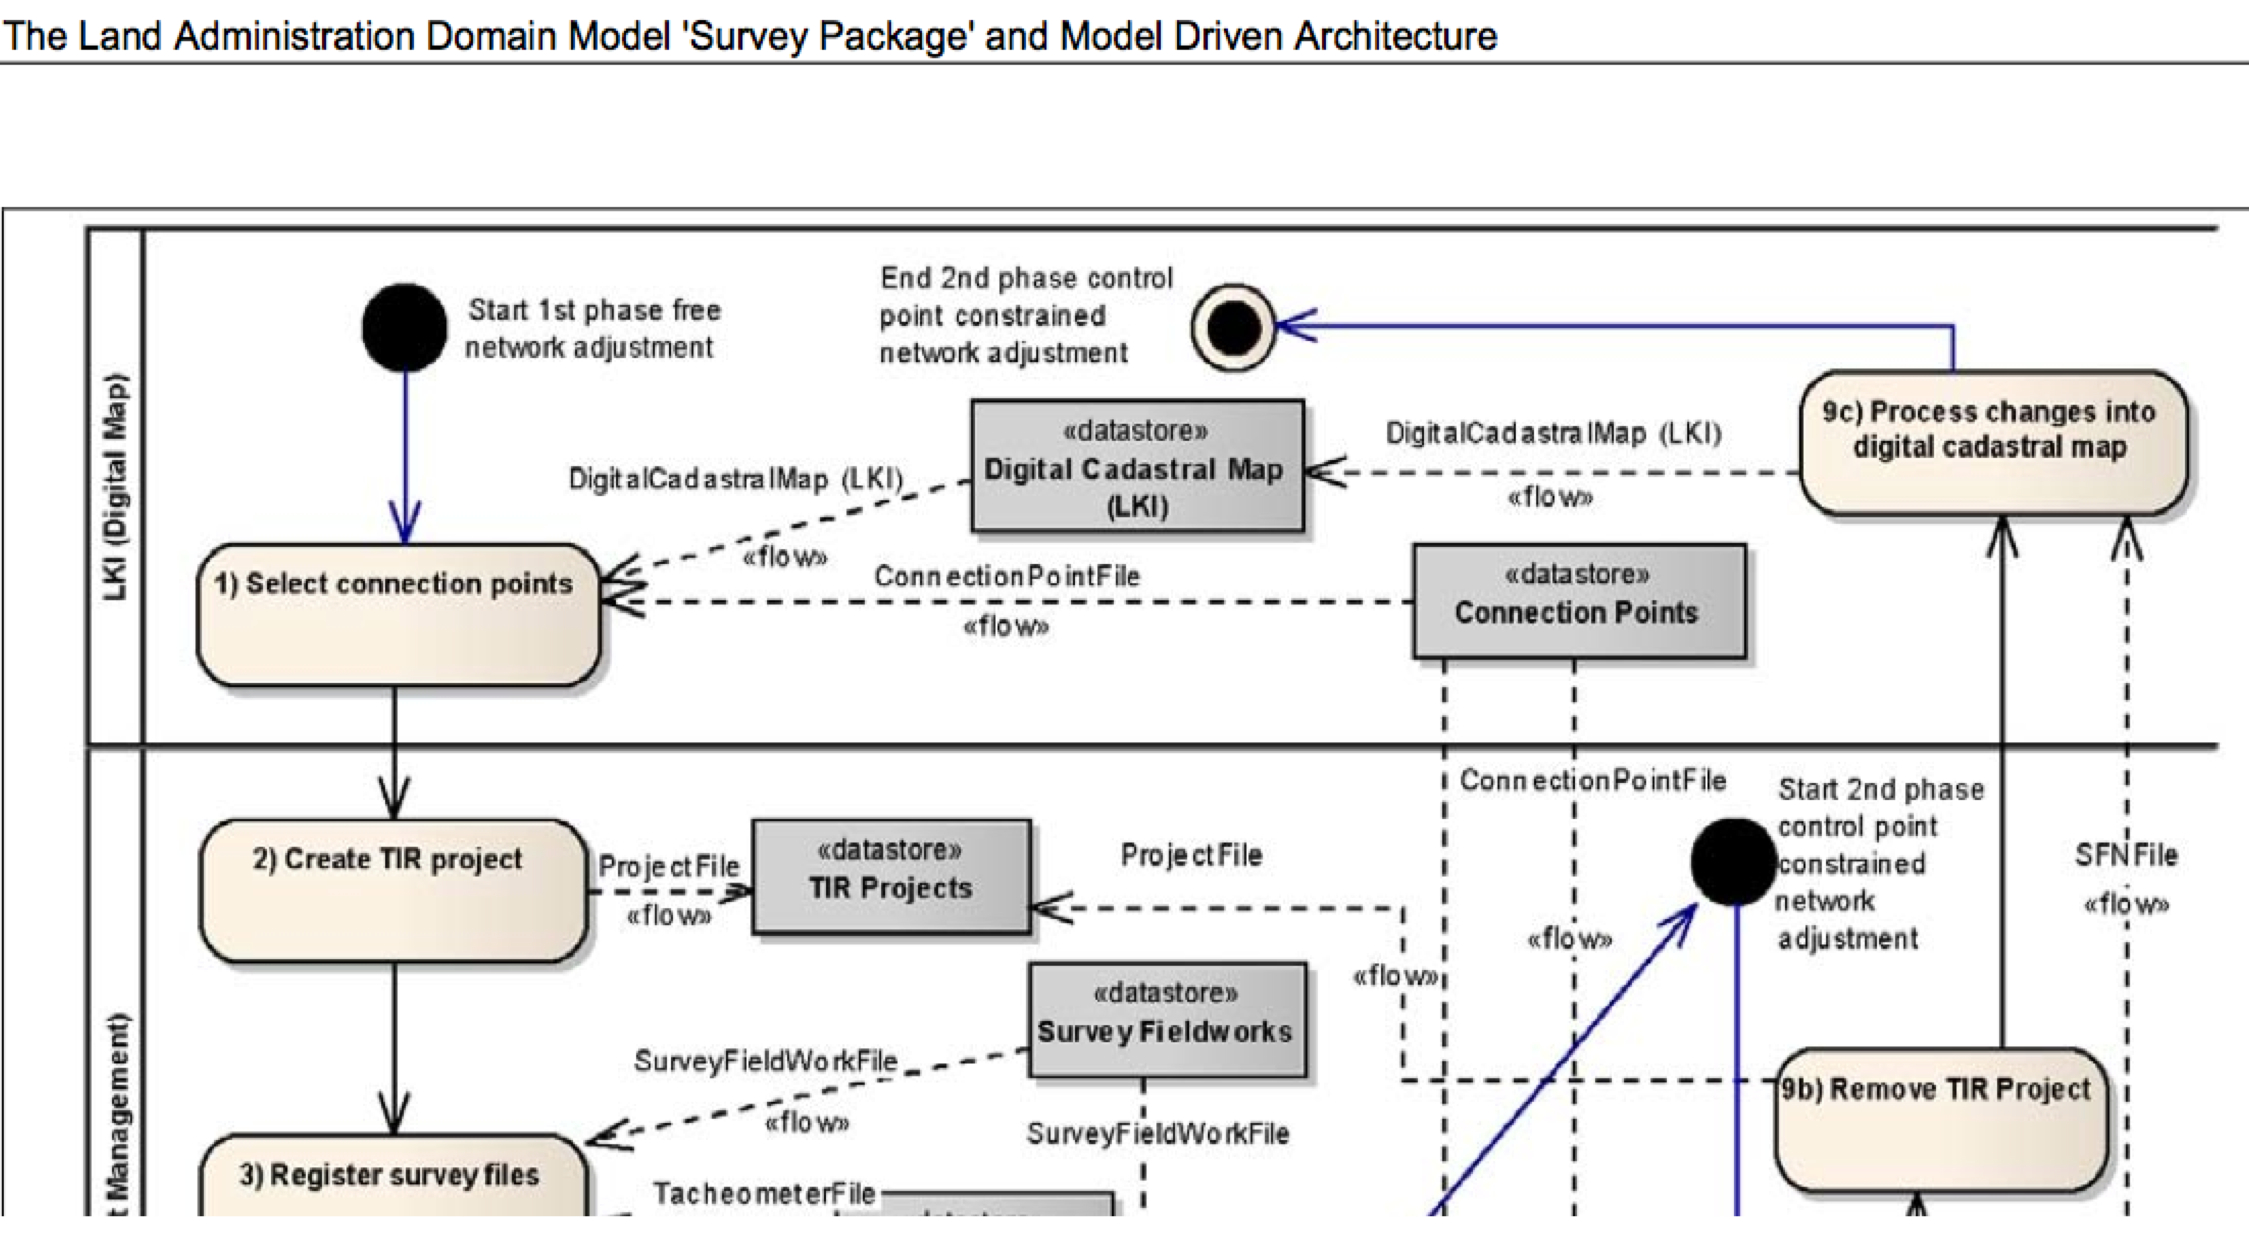 The Land Administration Domain Model 'Survey Package' and Model Driven Architecture
LKI (Digital Map)
Start 1st phase free
network adjustment
End 2nd phase control
point constrained
network adjustment
9c) Process changes into
digital cadastral map
«datastore»
Digital Cadastral Map
(LKI)
DigitalCadastralMap (LKI)
«flow»
DigitalCadastralMap (LKI)
«flow»
1) Select connection points
ConnectionPointFile
«flow»
«datastore»
Connection Points
t Management)
2) Create TIR project
ProjectFile
«flow»
«datastore»
TIR Projects
ProjectFile
«flow»
ConnectionPointFile
«flow»
Start 2nd phase
control point
constrained
network
adjustment
SFNFile
«flow»
«datastore»
Survey Fieldworks
SurveyFieldWorkFile
«flow»
SurveyFieldWorkFile
9b) Remove TIR Project
3) Register survey files
TacheometerFile